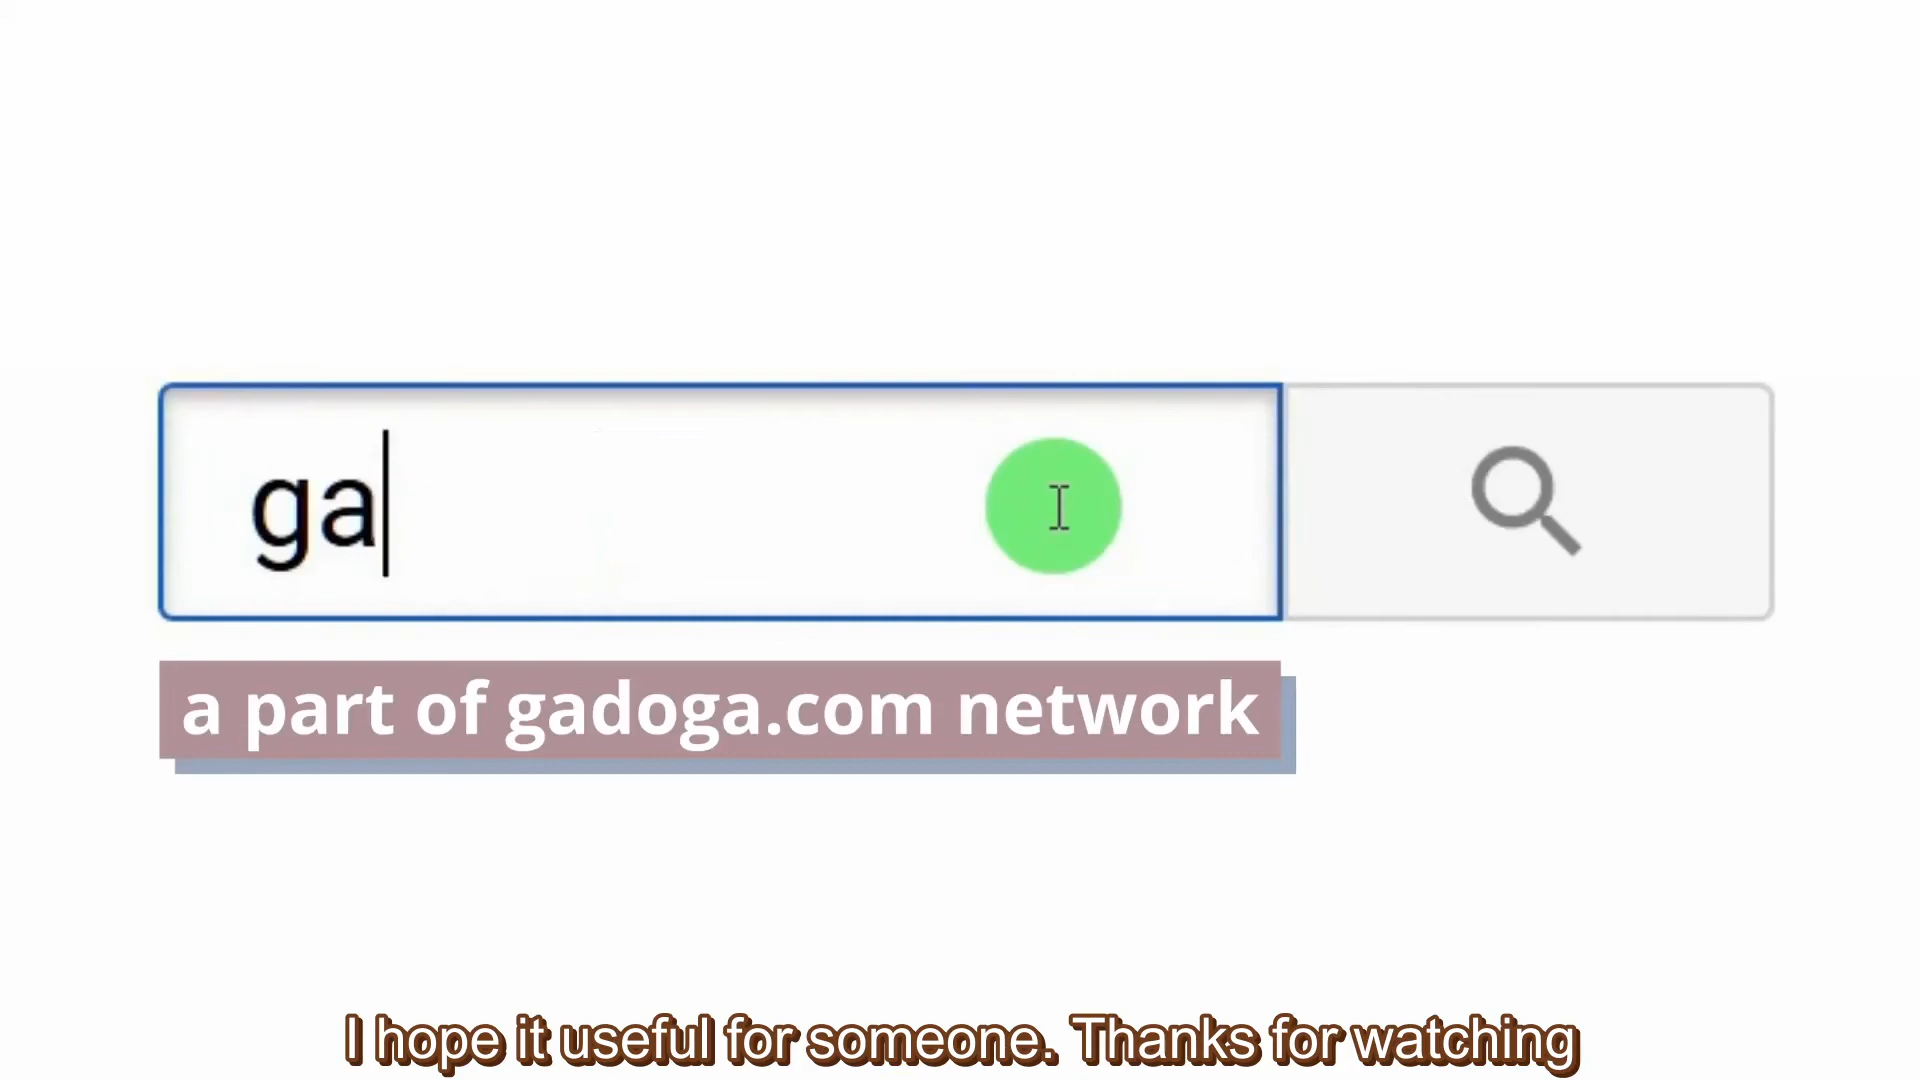 ga
a part of gadoga.com network
I hope it useful for someone. Thanks for watching